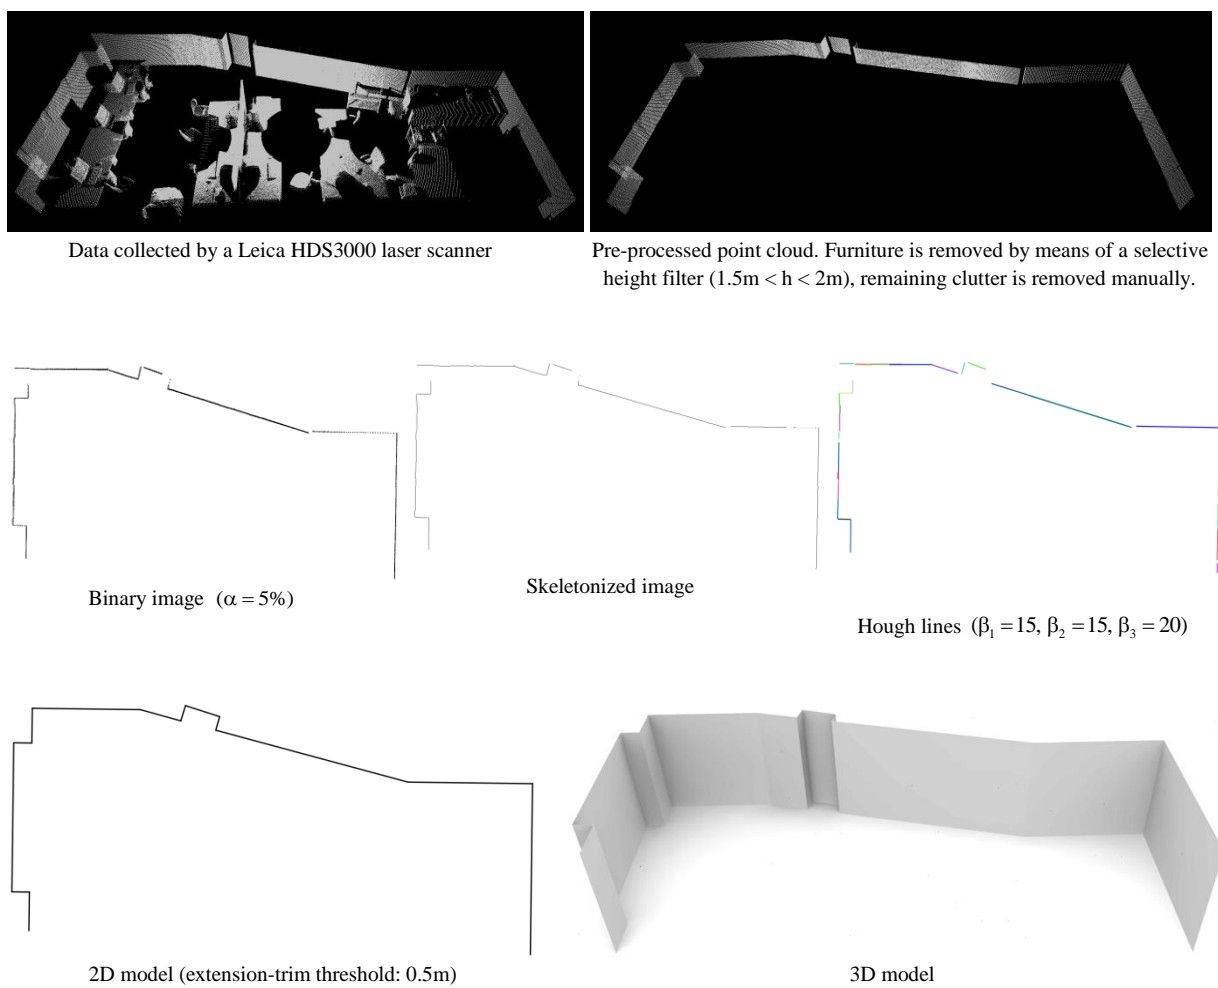 Data collected by a Leica HDS3000 laser scanner
Pre-processed point cloud. Furniture is removed by means of a selective
height filter (1.5m < h < 2m), remaining clutter is removed manually.
Binary image (α = 5%)
Skeletonized image
Hough lines (β₁ = 15, β₂ = 15, β₃ = 20)
2D model (extension-trim threshold: 0.5m)
3D model